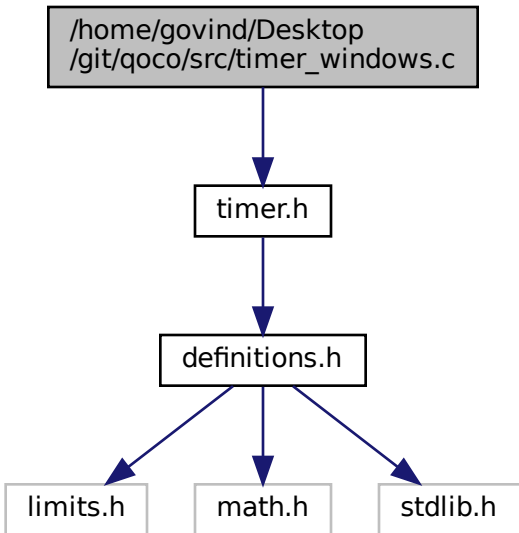 /home/govind/Desktop
/git/qoco/src/timer_windows.c
timer.h
definitions.h
limits.h
math.h
stdlib.h